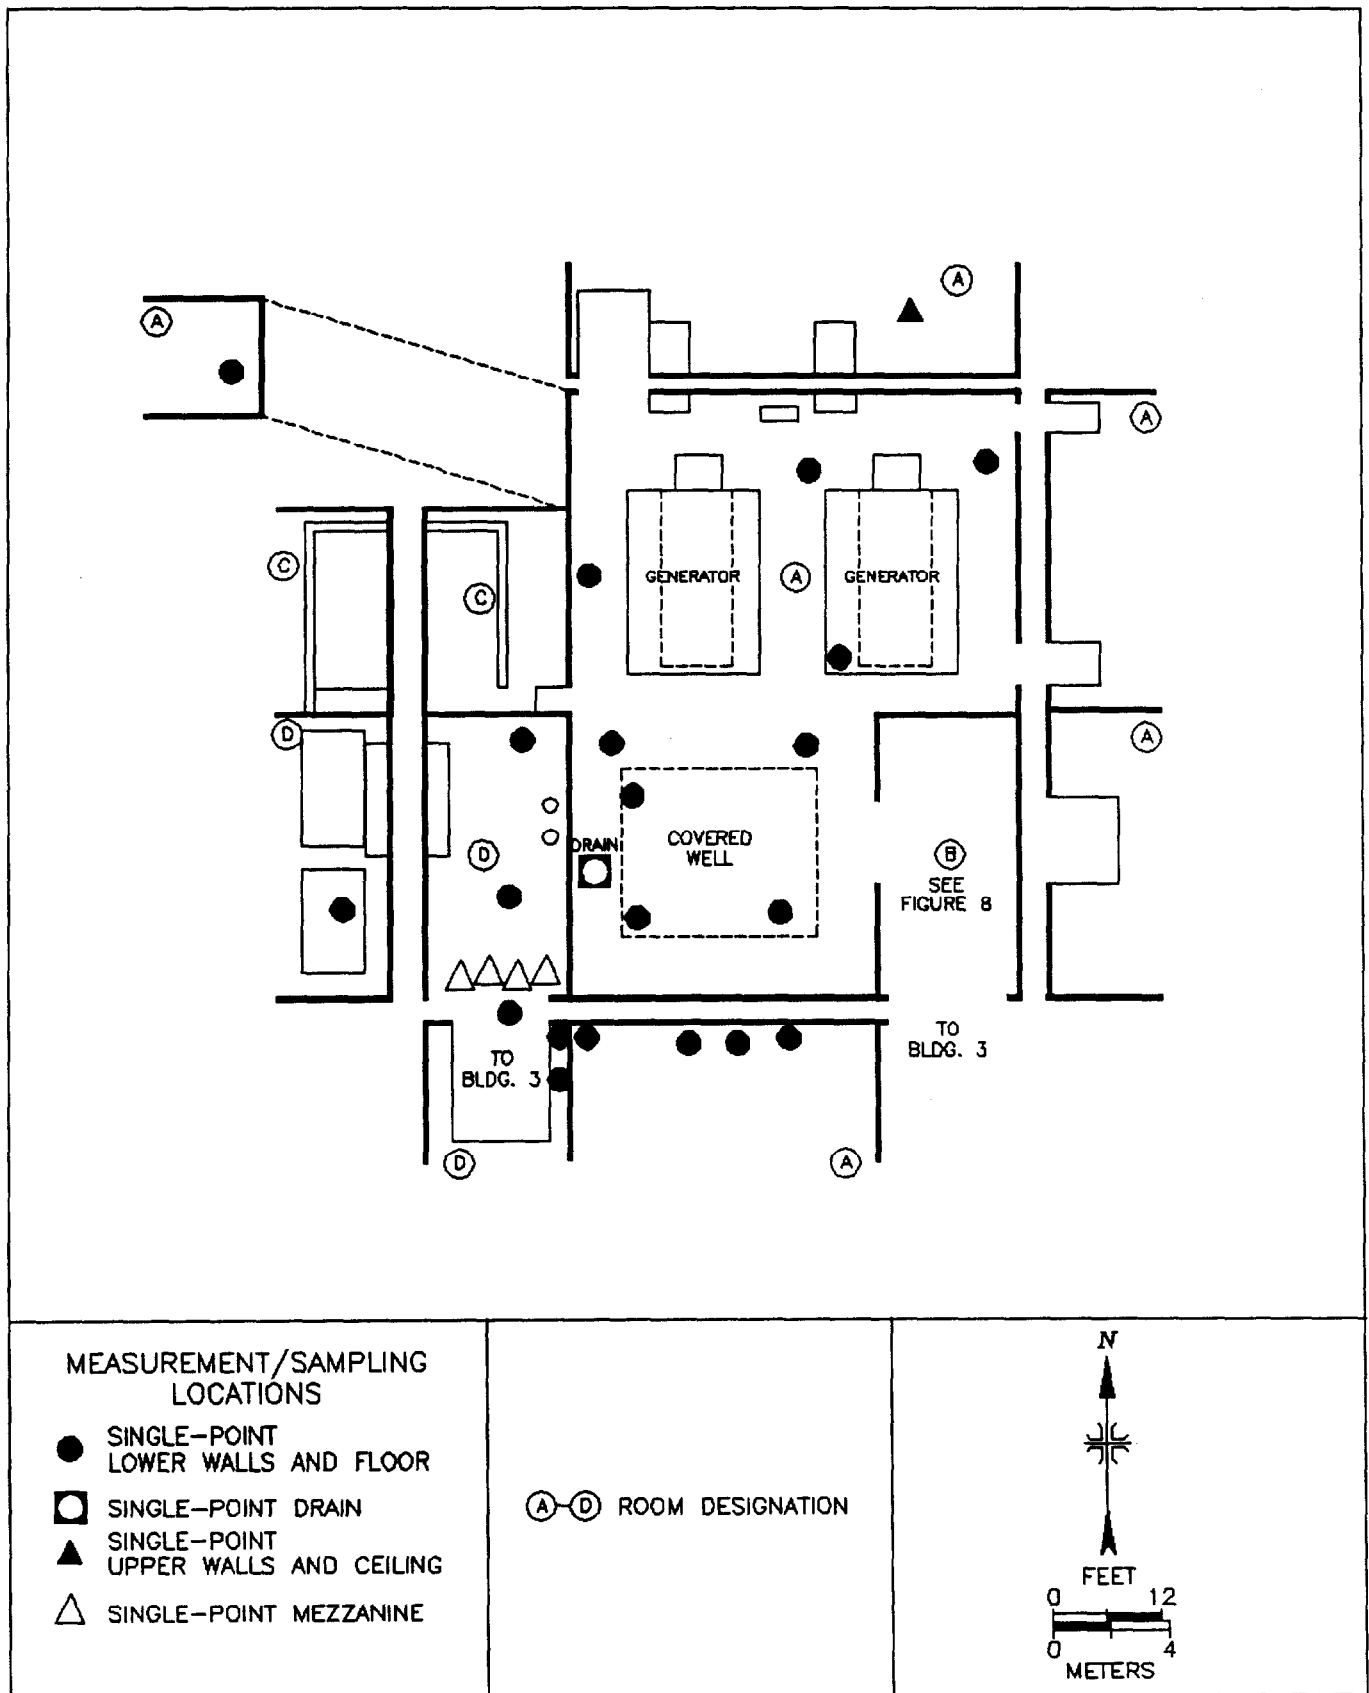 A
A
A
C
GENERATOR
A
GENERATOR
C
D
A
DRAIN
COVERED
WELL
D
B
SEE
FIGURE 8
TO
BLDG. 3
TO
BLDG. 3
D
A
MEASUREMENT/SAMPLING
LOCATIONS
SINGLE-POINT
LOWER WALLS AND FLOOR
SINGLE-POINT DRAIN
SINGLE-POINT
UPPER WALLS AND CEILING
SINGLE-POINT MEZZANINE
A-D ROOM DESIGNATION
N
FEET
0 12
0 4
METERS